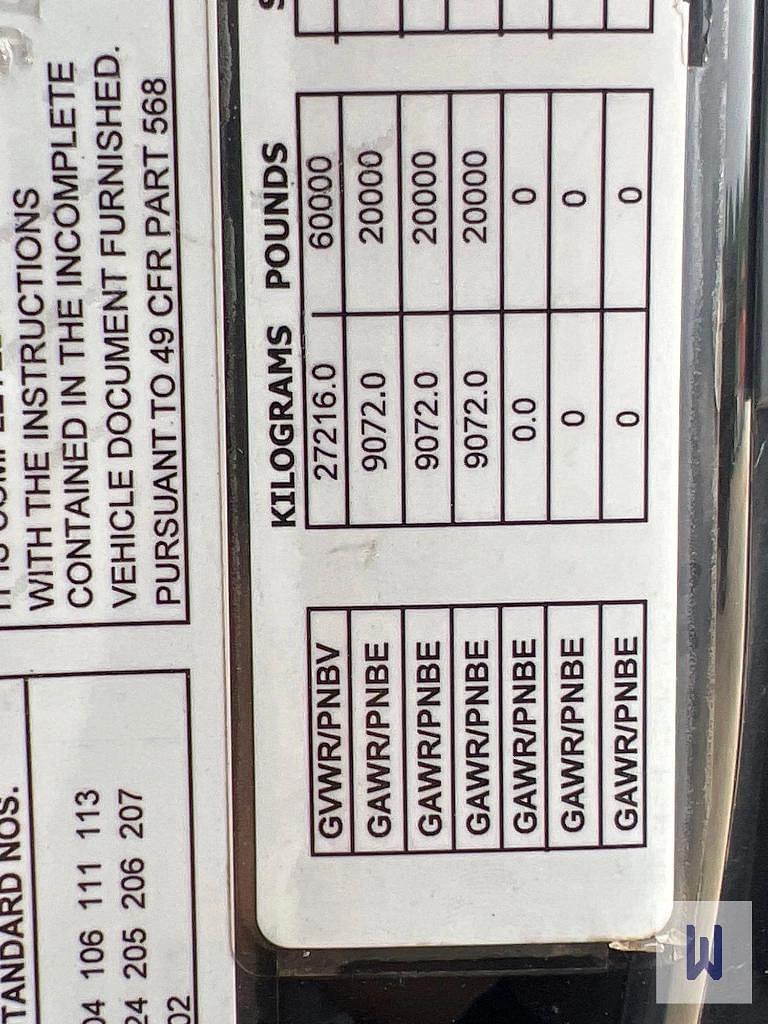 WITH THE INSTRUCTIONS
CONTAINED IN THE INCOMPLETE
VEHICLE DOCUMENT FURNISHED.
PURSUANT TO 49 CFR PART 568
NOS.
106 111 113
205 206 207
KILOGRAMS POUNDS
GVWR/PNBV 27216.0 60000
GAWR/PNBE 9072.0 20000
GAWR/PNBE 9072.0 20000
GAWR/PNBE 9072.0 20000
GAWR/PNBE 0.0 0
GAWR/PNBE 0 0
GAWR/PNBE 0 0
W